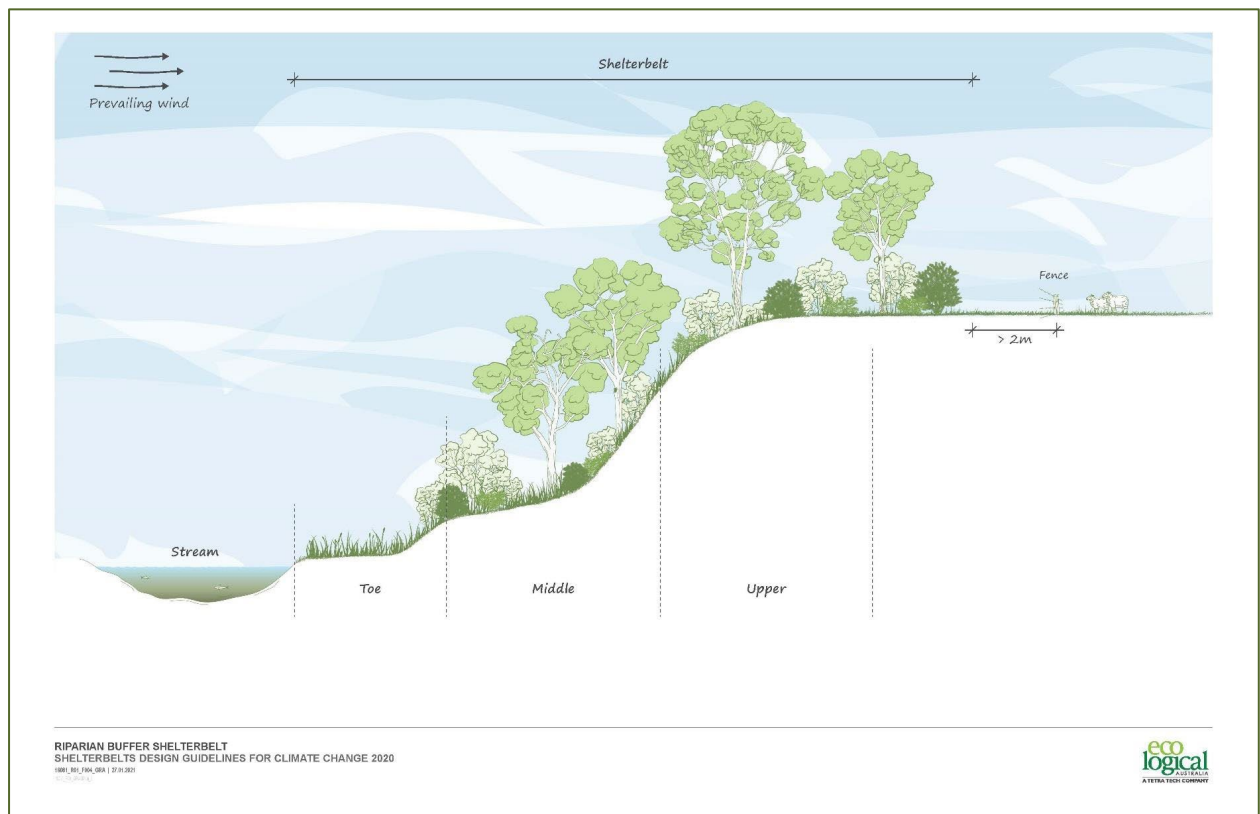 Shelterbelt
Prevailing wind
Fence
> 2m
Stream
Toe
Middle
Upper
RIPARIAN BUFFER SHELTERBELT
SHELTERBELTS DESIGN GUIDELINES FOR CLIMATE CHANGE 2020
eco
logical
AUSTRALIA
A TETRA TECH COMPANY